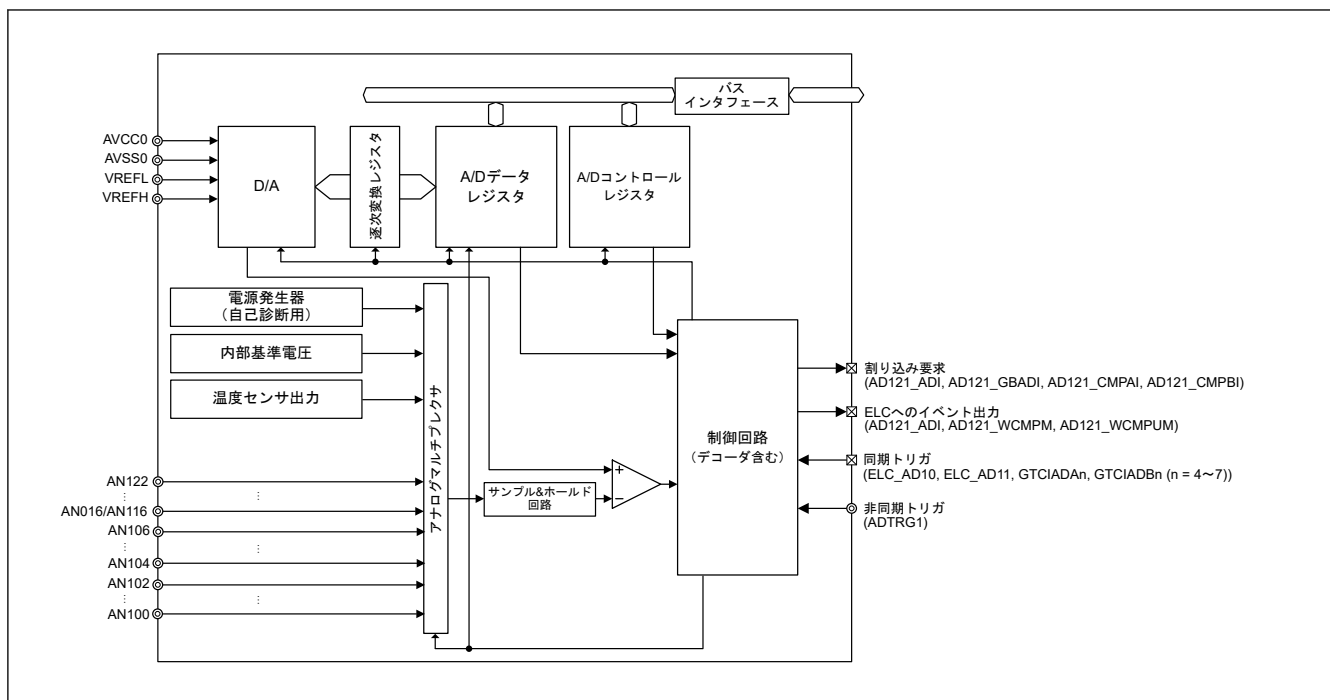 バス
インタフェース
AVCC0
AVSS0
VREFL
VREFH
D/A
逐次変換レジスタ
A/Dデータ
レジスタ
A/Dコントロール
レジスタ
電源発生器
（自己診断用）
内部基準電圧
温度センサ出力
アナログマルチプレクサ
AN122
AN016/AN116
AN106
AN104
AN102
AN100
サンプル&ホールド
回路
+
−
制御回路
（デコーダ含む）
割り込み要求
(AD121_ADI, AD121_GBADI, AD121_CMPAI, AD121_CMPBI)
ELCへのイベント出力
(AD121_ADI, AD121_WCMPM, AD121_WCMPUM)
同期トリガ
(ELC_AD10, ELC_AD11, GTCIADAn, GTCIADBn (n = 4〜7))
非同期トリガ
(ADTRG1)